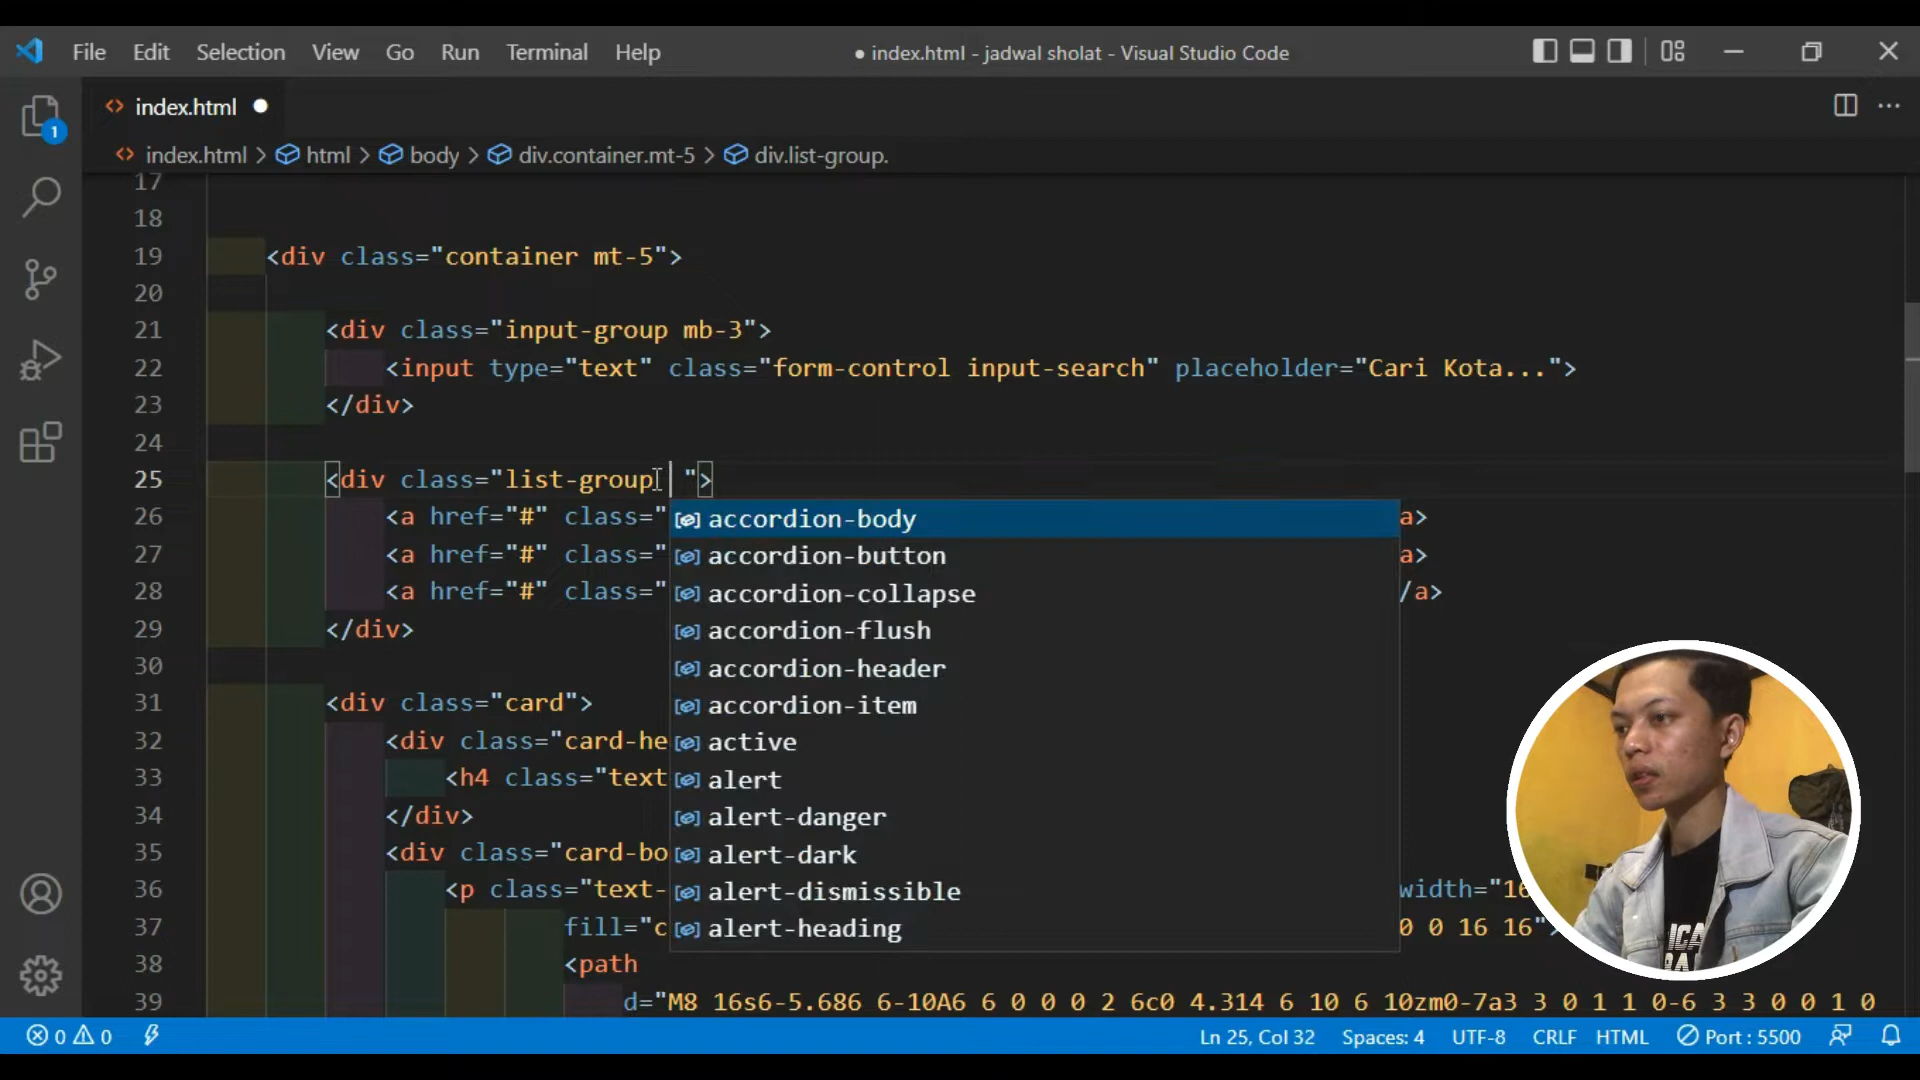 File Edit Selection View Go Run Terminal Help
● index.html - jadwal sholat - Visual Studio Code
index.html
index.html > html > body > div.container.mt-5 > div.list-group.
1
17
18
19 <div class="container mt-5">
20
21 <div class="input-group mb-3">
22 <input type="text" class="form-control input-search" placeholder="Cari Kota...">
23 </div>
24
25 <div class="list-group  ">
26 <a href="#" class=" a>
27 <a href="#" class=" a>
28 <a href="#" class=" /a>
29 </div>
30
31 <div class="card">
32 <div class="card-he
33 <h4 class="text
34 </div>
35 <div class="card-bo
36 <p class="text- width="16
37 fill="c 0 0 16 16"
38 <path
39 d="M8 16s6-5.686 6-10A6 6 0 0 0 2 6c0 4.314 6 10 6 10zm0-7a3 3 0 1 1 0-6 3 3 0 0 1 0
accordion-body
accordion-button
accordion-collapse
accordion-flush
accordion-header
accordion-item
active
alert
alert-danger
alert-dark
alert-dismissible
alert-heading
0 0
Ln 25, Col 32 Spaces: 4 UTF-8 CRLF HTML Port : 5500